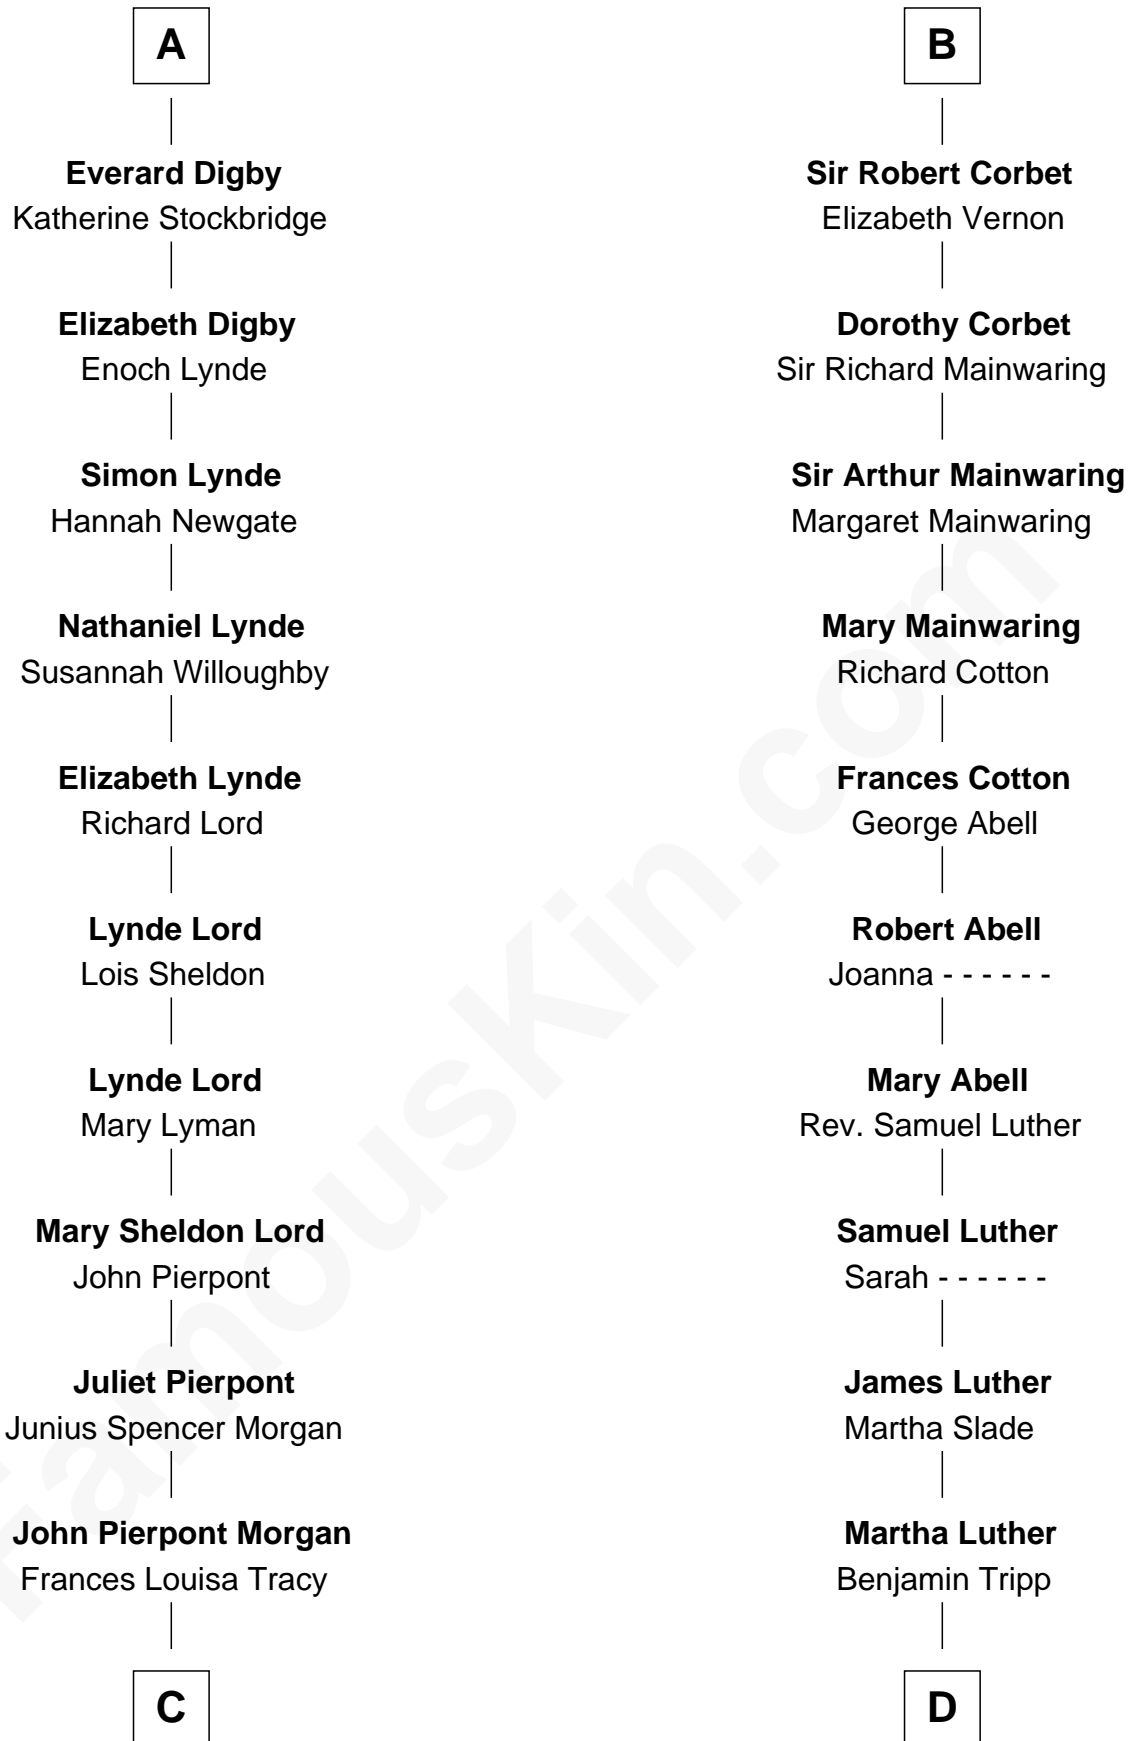 A
Everard Digby
Katherine Stockbridge
Elizabeth Digby
Enoch Lynde
Simon Lynde
Hannah Newgate
Nathaniel Lynde
Susannah Willoughby
Elizabeth Lynde
Richard Lord
Lynde Lord
Lois Sheldon
Lynde Lord
Mary Lyman
Mary Sheldon Lord
John Pierpont
Juliet Pierpont
Junius Spencer Morgan
John Pierpont Morgan
Frances Louisa Tracy
C
B
Sir Robert Corbet
Elizabeth Vernon
Dorothy Corbet
Sir Richard Mainwaring
Sir Arthur Mainwaring
Margaret Mainwaring
Mary Mainwaring
Richard Cotton
Frances Cotton
George Abell
Robert Abell
Joanna - - - - - -
Mary Abell
Rev. Samuel Luther
Samuel Luther
Sarah - - - - - -
James Luther
Martha Slade
Martha Luther
Benjamin Tripp
D
FamousKin.com